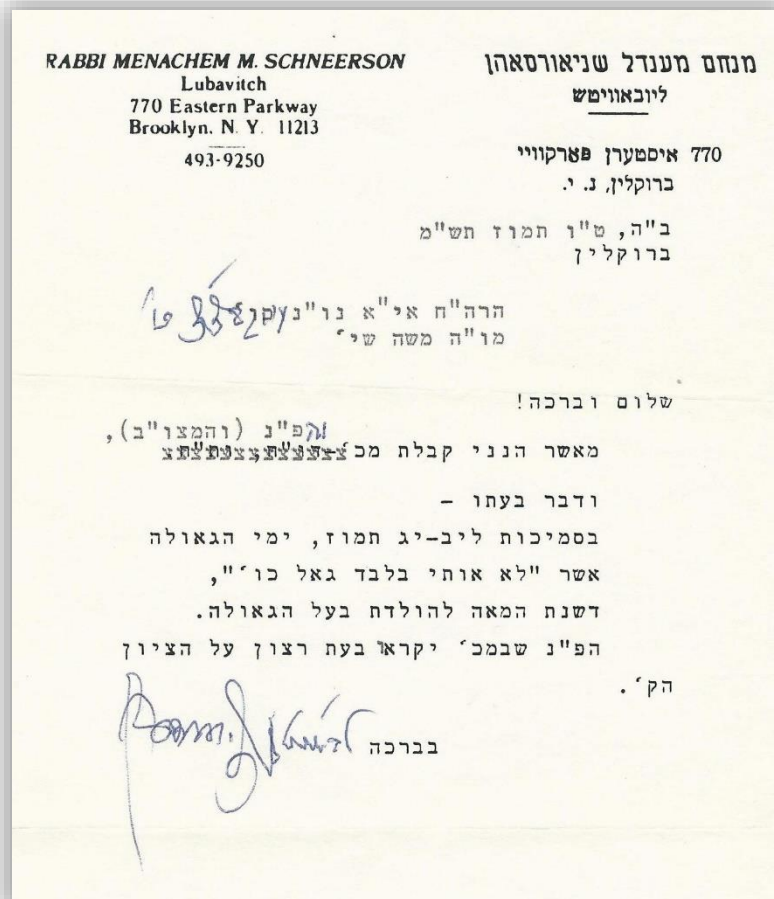 RABBI MENACHEM M. SCHNEERSON
Lubavitch
770 Eastern Parkway
Brooklyn, N. Y. 11213
493-9250
מנחם מענדל שניאורסאהן
ליובאוויטש
770 איסטערן פארקוויי
ברוקלין, נ. י.
ב"ה, ט"ו תמוז תש"מ
ברוקלין
הרה"ח אי"א נו"נ
מו"ה משה שי'
שלום וברכה!
והפ"נ (והמצו"ב),
מאשר הנני קבלת מכ'
ודבר בעתו -
בסמיכות ליב-יג תמוז, ימי הגאולה
אשר "לא אותי בלבד גאל כו'",
דשנת המאה להולדת בעל הגאולה.
הפ"נ שבמכ' יקרא בעת רצון על הציון
הק'.
בברכה